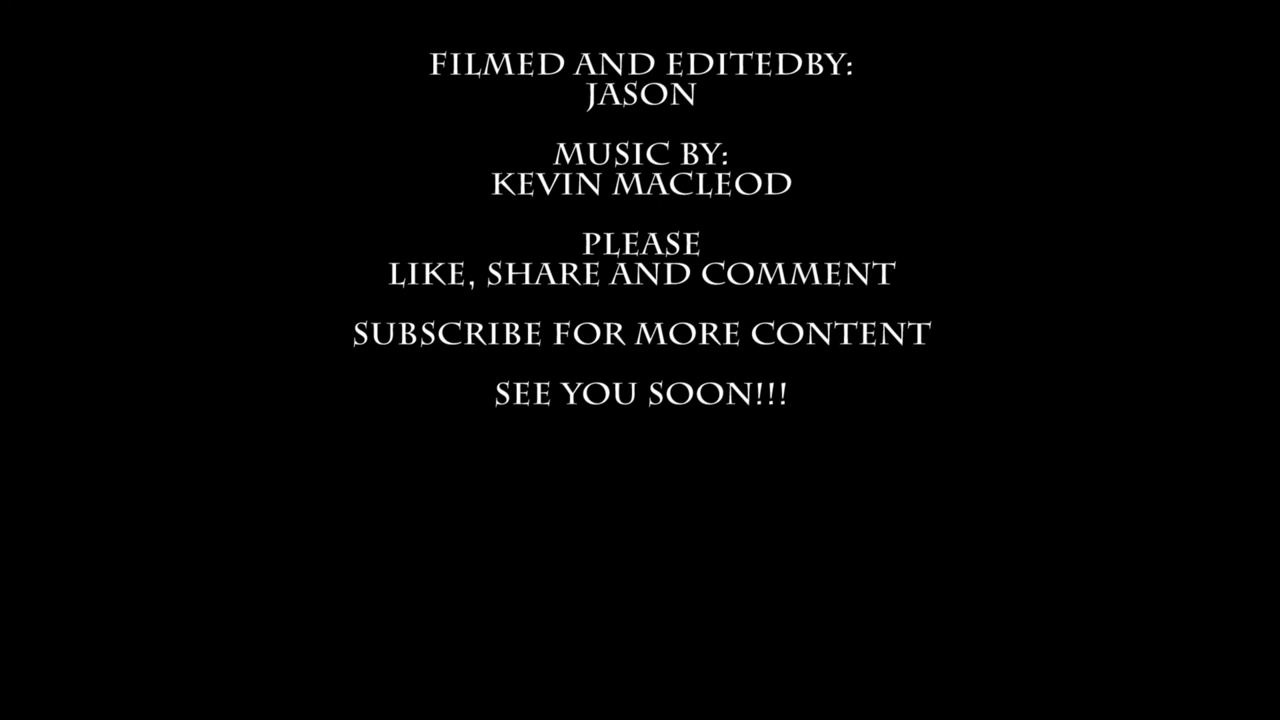 FILMED AND EDITEDBY:
JASON
MUSIC BY:
KEVIN MACLEOD
PLEASE
LIKE, SHARE AND COMMENT
SUBSCRIBE FOR MORE CONTENT
SEE YOU SOON!!!